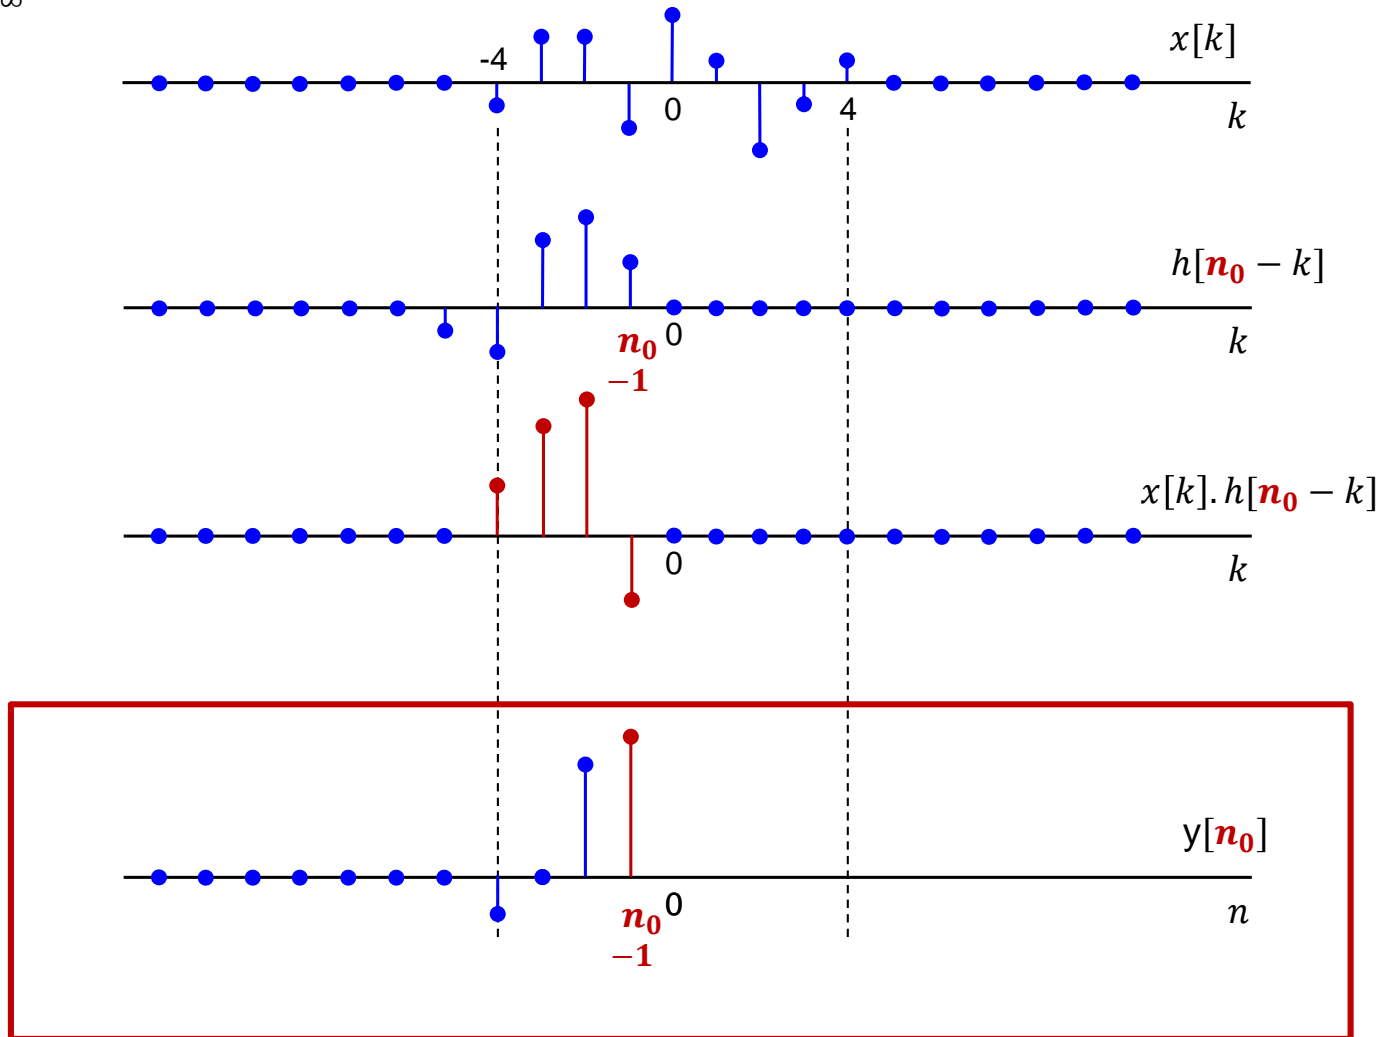 ∞
x[k]
-4
0
4
k
h[n₀ − k]
n₀ 0
−1
k
x[k].h[n₀ − k]
0
k
y[n₀]
n₀ 0
−1
n